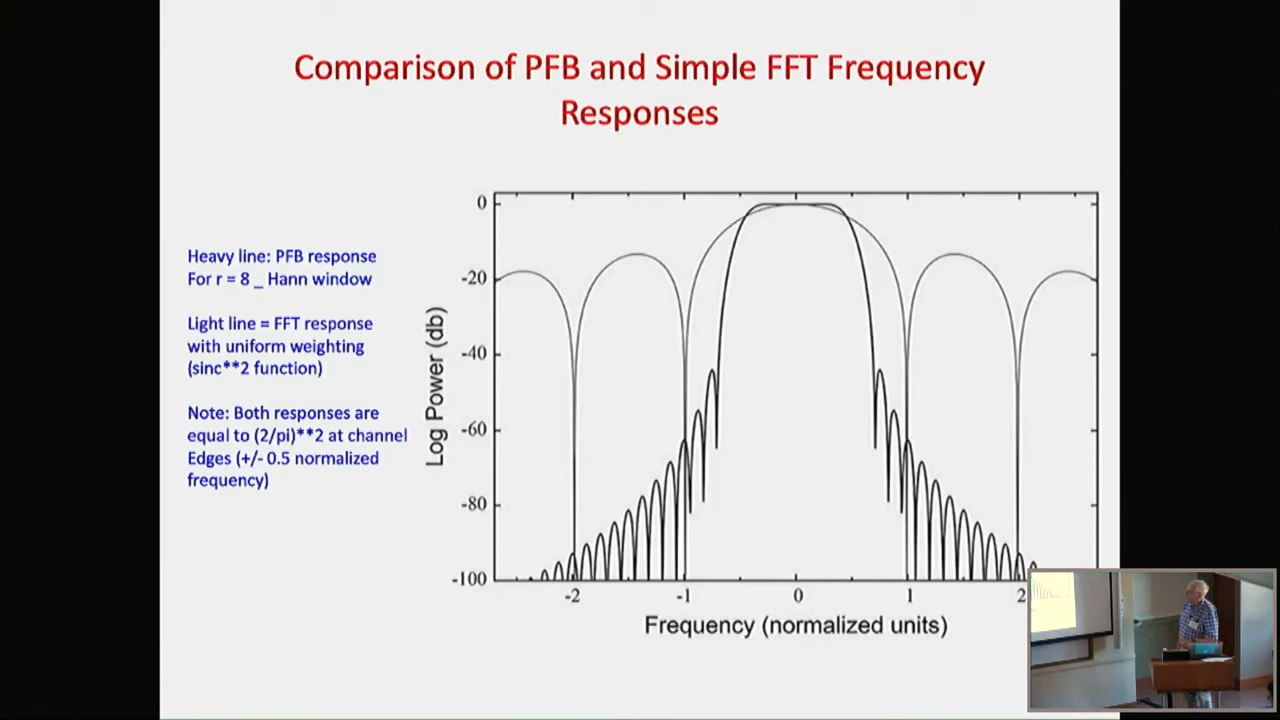 Comparison of PFB and Simple FFT Frequency
Responses
Heavy line: PFB response
For r = 8 _ Hann window
Light line = FFT response
with uniform weighting
(sinc**2 function)
Note: Both responses are
equal to (2/pi)**2 at channel
Edges (+/- 0.5 normalized
frequency)
Log Power (db)
0
-20
-40
-60
-80
-100
-2
-1
0
1
2
Frequency (normalized units)